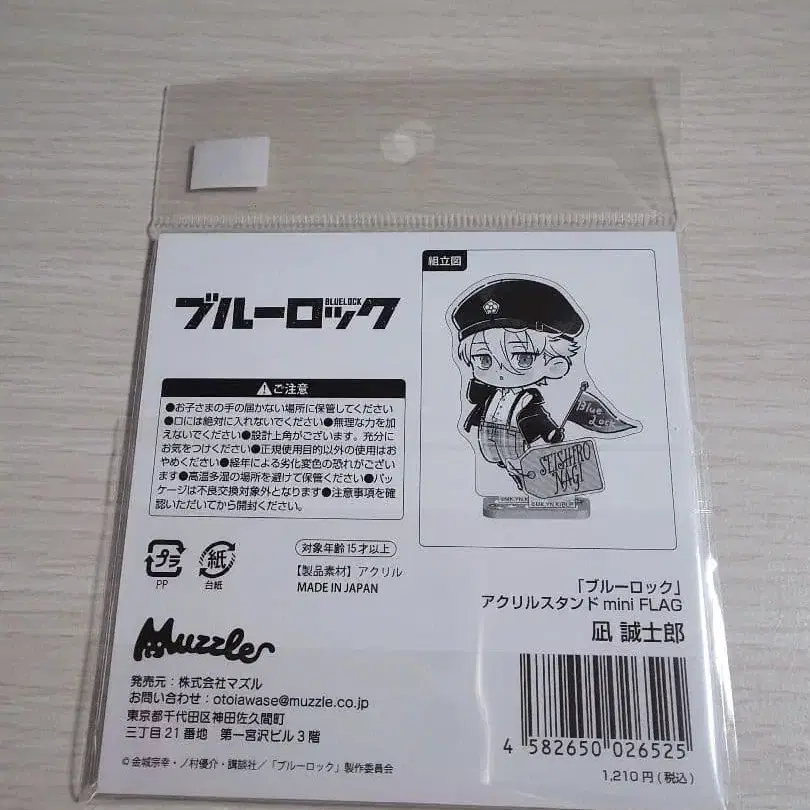 ブルーロック
BLUELOCK
組立図
Blue Lock
SEISHIRO
NAGI
©M.K,Y.N,K/BLP
⚠ご注意
●お子さまの手の届かない場所に保管してください
●口には絶対に入れないでください●無理な力を加
えないでください●設計上角がございます。充分に
お気をつけください●正規使用目的以外の使用はお
やめください●経年による劣化変色の恐れがござい
ます●高温多湿の場所を避けて保管ください●パッ
ケージは不良交換対象外となります●注意事項を確
認いただいてから開封ください。
プラ
PP
紙
台紙
対象年齢15才以上
【製品素材】アクリル
MADE IN JAPAN
「ブルーロック」
アクリルスタンド mini FLAG
凪 誠士郎
Muzzle
発売元：株式会社マズル
お問い合わせ：otoiawase@muzzle.co.jp
東京都千代田区神田佐久間町
三丁目21番地 第一宮沢ビル3階
© 金城宗幸・ノ村優介・講談社／「ブルーロック」製作委員会
4 582650 026525
1,210円（税込）